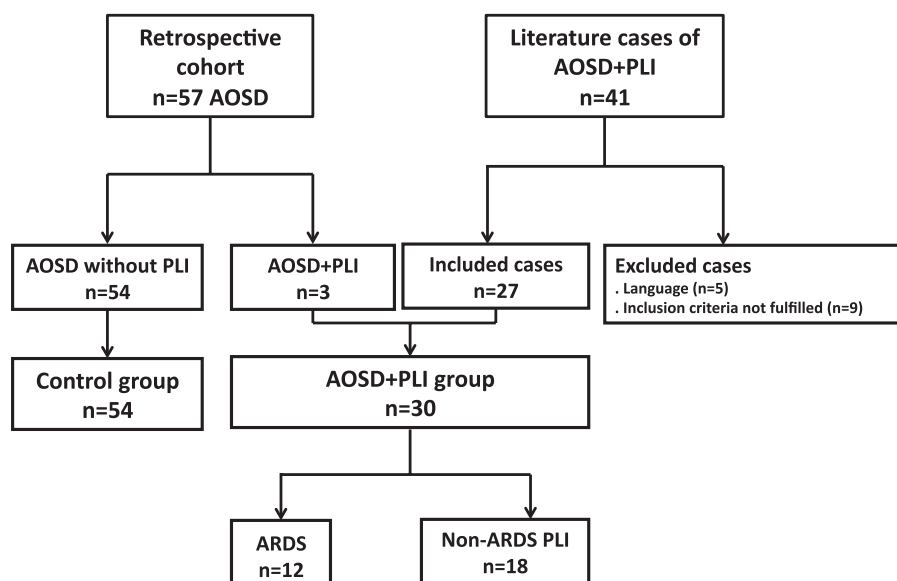 Retrospective
cohort
n=57 AOSD
Literature cases of
AOSD+PLI
n=41
AOSD without PLI
n=54
AOSD+PLI
n=3
Included cases
n=27
Excluded cases
. Language (n=5)
. Inclusion criteria not fulfilled (n=9)
Control group
n=54
AOSD+PLI group
n=30
ARDS
n=12
Non-ARDS PLI
n=18